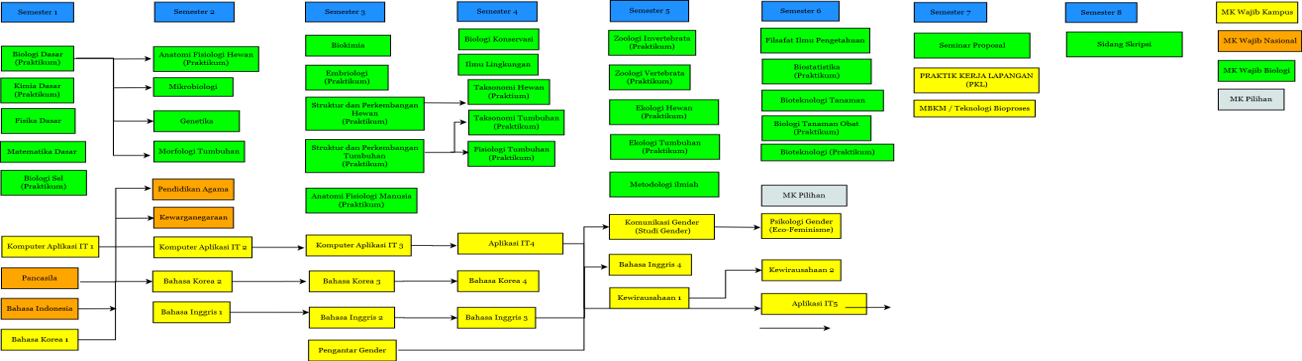 Semester 1
Semester 2
Semester 3
Semester 4
Semester 5
Semester 6
Semester 7
Semester 8
MK Wajib Kampus
MK Wajib Nasional
MK Wajib Biologi
MK Pilihan
Biologi Dasar
(Praktikum)
Kimia Dasar
(Praktikum)
Fisika Dasar
Matematika Dasar
Biologi Sel
(Praktikum)
Komputer Aplikasi IT 1
Pancasila
Bahasa Indonesia
Bahasa Korea 1
Anatomi Fisiologi Hewan
(Praktikum)
Mikrobiologi
Genetika
Morfologi Tumbuhan
Pendidikan Agama
Kewarganegaraan
Komputer Aplikasi IT 2
Bahasa Korea 2
Bahasa Inggris 1
Biokimia
Embriologi
(Praktikum)
Struktur dan Perkembangan
Hewan
(Praktikum)
Struktur dan Perkembangan
Tumbuhan
(Praktikum)
Anatomi Fisiologi Manusia
(Praktikum)
Komputer Aplikasi IT 3
Bahasa Korea 3
Bahasa Inggris 2
Pengantar Gender
Biologi Konservasi
Ilmu Lingkungan
Taksonomi Hewan
(Praktium)
Taksonomi Tumbuhan
(Praktikum)
Fisiologi Tumbuhan
(Praktikum)
Aplikasi IT4
Bahasa Korea 4
Bahasa Inggris 3
Zoologi Invertebrata
(Praktikum)
Zoologi Vertebrata
(Praktikum)
Ekologi Hewan
(Praktikum)
Ekologi Tumbuhan
(Praktikum)
Metodologi ilmiah
Komunikasi Gender
(Studi Gender)
Bahasa Inggris 4
Kewirausahaan 1
Filsafat Ilmu Pengetahuan
Biostatistika
(Praktikum)
Bioteknologi Tanaman
Biologi Tanaman Obat
(Praktikum)
Bioteknologi (Praktikum)
MK Pilihan
Psikologi Gender
(Eco-Feminisme)
Kewirausahaan 2
Aplikasi IT5
Seminar Proposal
PRAKTIK KERJA LAPANGAN
(PKL)
MBKM / Teknologi Bioproses
Sidang Skripsi